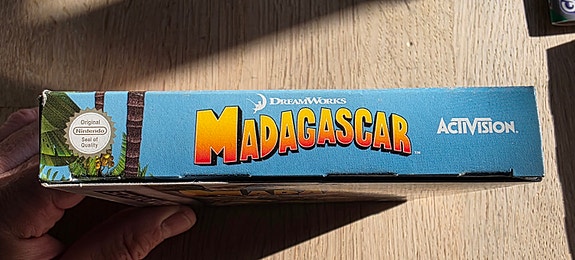 Original
Nintendo
Seal of
Quality
DREAMWORKS
MADAGASCAR
ACTIVISION